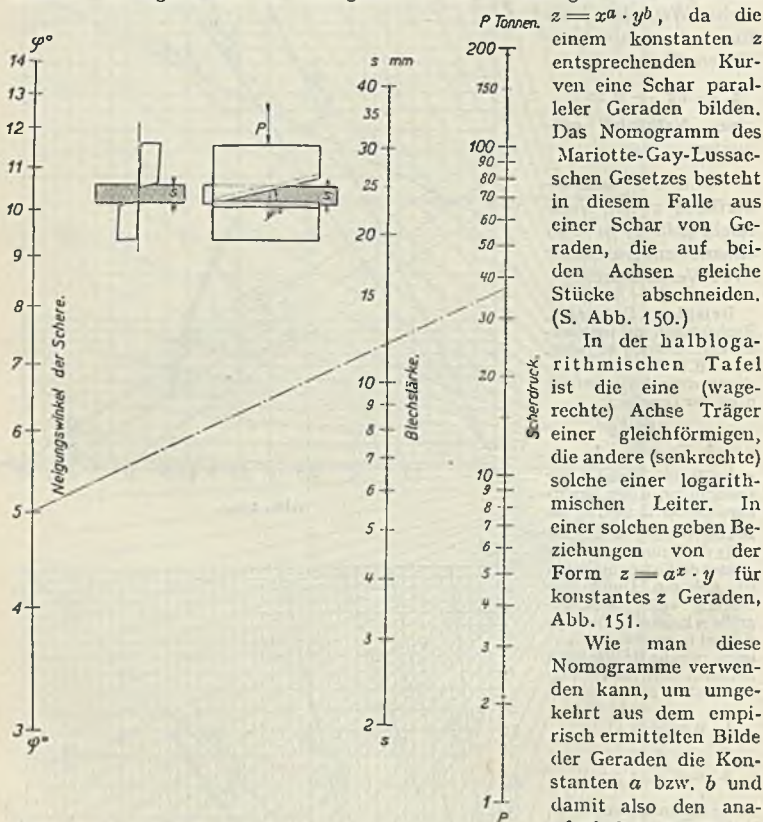 φ°
14
13
12
11
10
9
8
7
6
5
4
3
φ°
Neigungswinkel der Schere.
P
s
s
s mm
40
35
30
25
20
15
10
9
8
7
6
5
4
3
2
s
Blechstärke.
P Tonnen.
200
150
100
90
80
70
60
50
40
30
20
10
9
8
7
6
5
4
3
2
1
P
Scherdruck.
z = xᵃ · yᵇ, da die
einem konstanten z
entsprechenden Kur-
ven eine Schar paral-
leler Geraden bilden.
Das Nomogramm des
Mariotte-Gay-Lussac-
schen Gesetzes besteht
in diesem Falle aus
einer Schar von Ge-
raden, die auf bei-
den Achsen gleiche
Stücke abschneiden.
(S. Abb. 150.)
In der halbloga-
rithmischen Tafel
ist die eine (wage-
rechte) Achse Träger
einer gleichförmigen,
die andere (senkrechte)
solche einer logarith-
mischen Leiter. In
einer solchen geben Be-
ziehungen von der
Form z = aˣ · y für
konstantes z Geraden,
Abb. 151.
Wie man diese
Nomogramme verwen-
den kann, um umge-
kehrt aus dem empi-
risch ermittelten Bilde
der Geraden die Kon-
stanten a bzw. b und
damit also den ana-